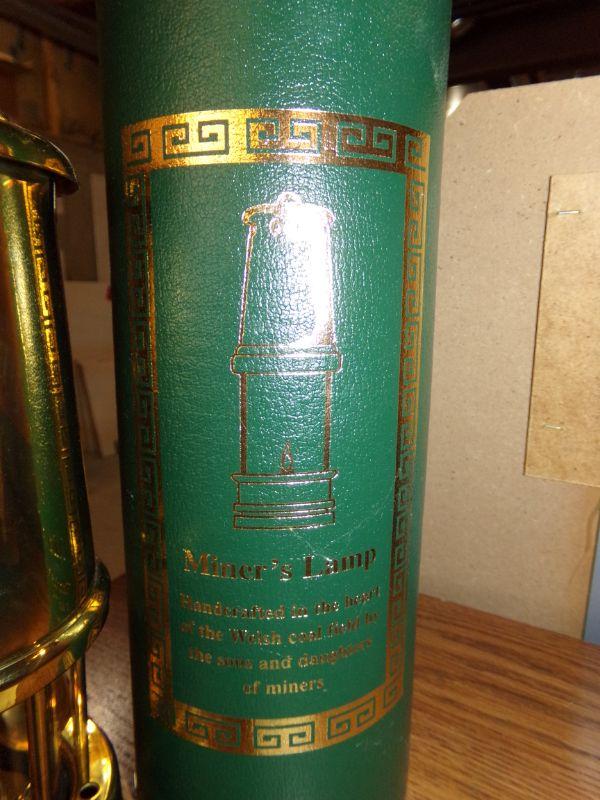 Miner's Lamp
Handcrafted in the heart
of the Welsh coal field by
the sons and daughters
of miners